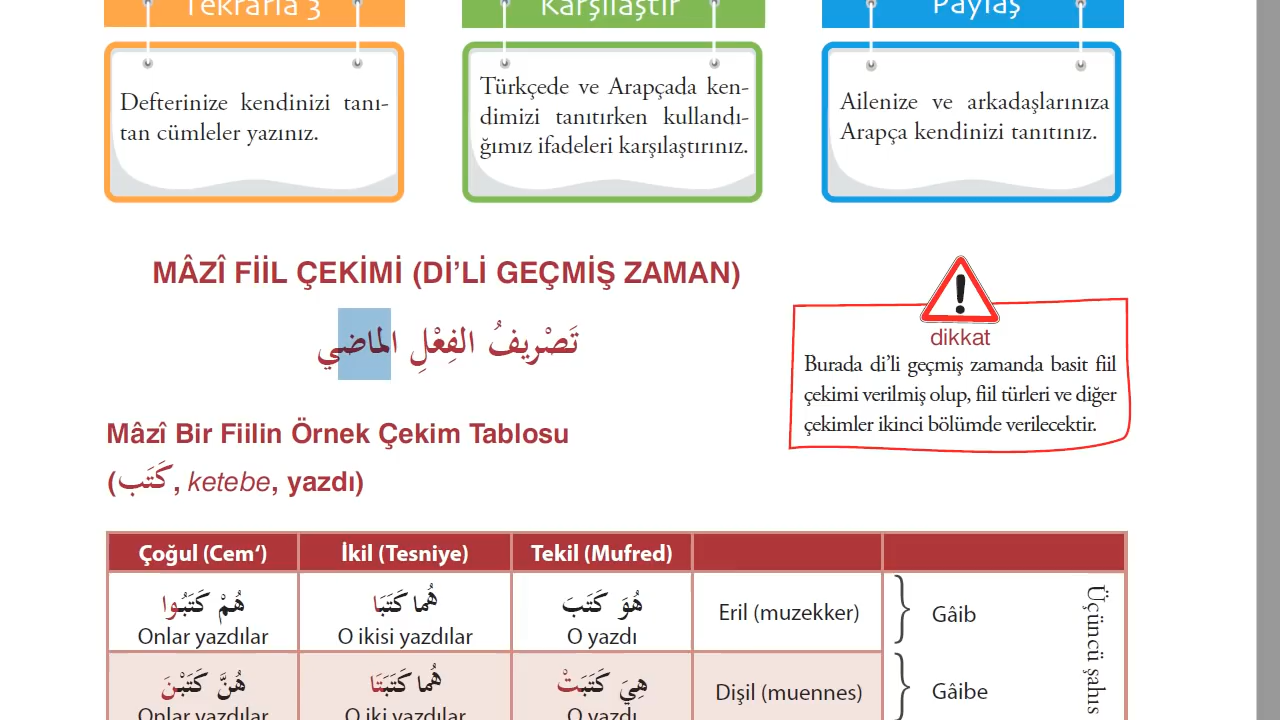 Tekrarla 3
Defterinize kendinizi tanı-
tan cümleler yazınız.
Karşılaştır
Türkçede ve Arapçada ken-
dimizi tanıtırken kullandı-
ğımız ifadeleri karşılaştırınız.
Paylaş
Ailenize ve arkadaşlarınıza
Arapça kendinizi tanıtınız.
MÂZÎ FİİL ÇEKİMİ (Dİ’Lİ GEÇMİŞ ZAMAN)
تَصْرِيفُ الفِعْلِ الماضي
dikkat
Burada di’li geçmiş zamanda basit fiil
çekimi verilmiş olup, fiil türleri ve diğer
çekimler ikinci bölümde verilecektir.
Mâzî Bir Fiilin Örnek Çekim Tablosu
(كَتَب, ketebe, yazdı)
Çoğul (Cem‘) İkil (Tesniye) Tekil (Mufred)
هُمْ كَتَبُوا هُما كَتَبَا هُوَ كَتَبَ
Onlar yazdılar O ikisi yazdılar O yazdı
Eril (muzekker) Gâib
هُنَّ كَتَبْنَ هُما كَتَبَتَا هِيَ كَتَبَتْ
Onlar yazdılar O iki yazdılar O yazdı
Dişil (muennes) Gâibe
Üçüncü şahıs